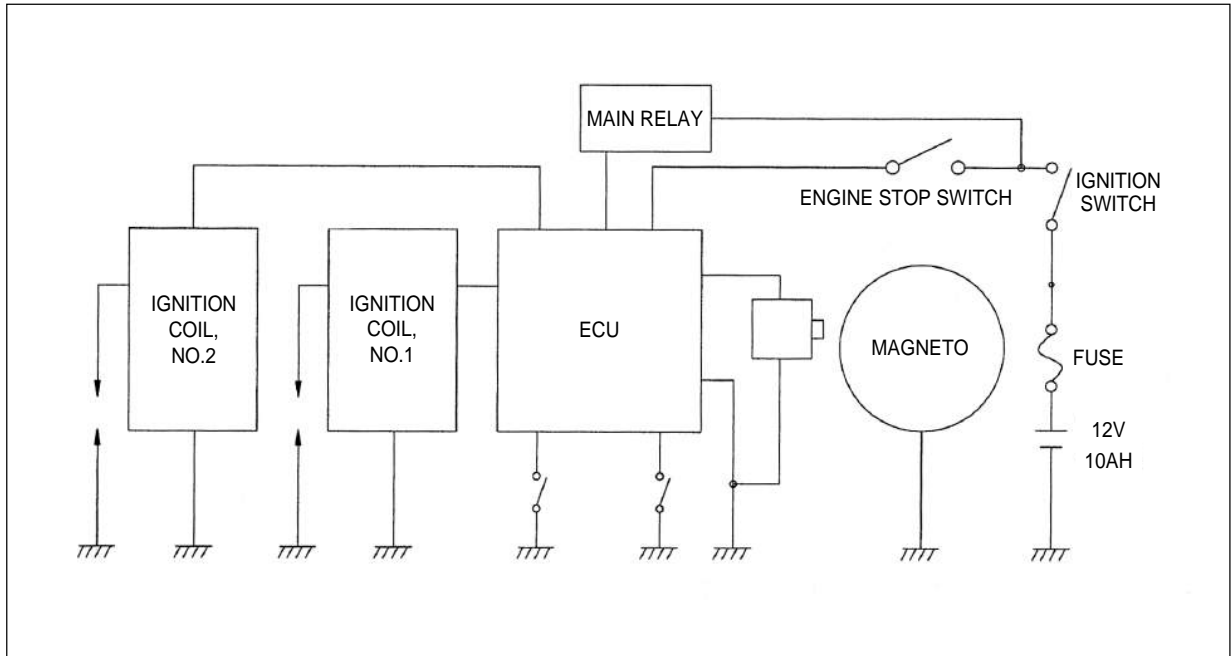 MAIN RELAY
ENGINE STOP SWITCH
IGNITION
SWITCH
IGNITION
COIL,
NO.2
IGNITION
COIL,
NO.1
ECU
MAGNETO
FUSE
12V
10AH